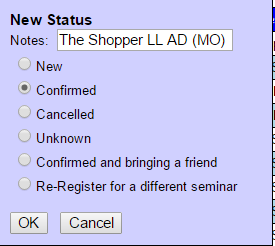 New Status
Notes: The Shopper LL AD (MO)
New
Confirmed
Cancelled
Unknown
Confirmed and bringing a friend
Re-Register for a different seminar
OK Cancel